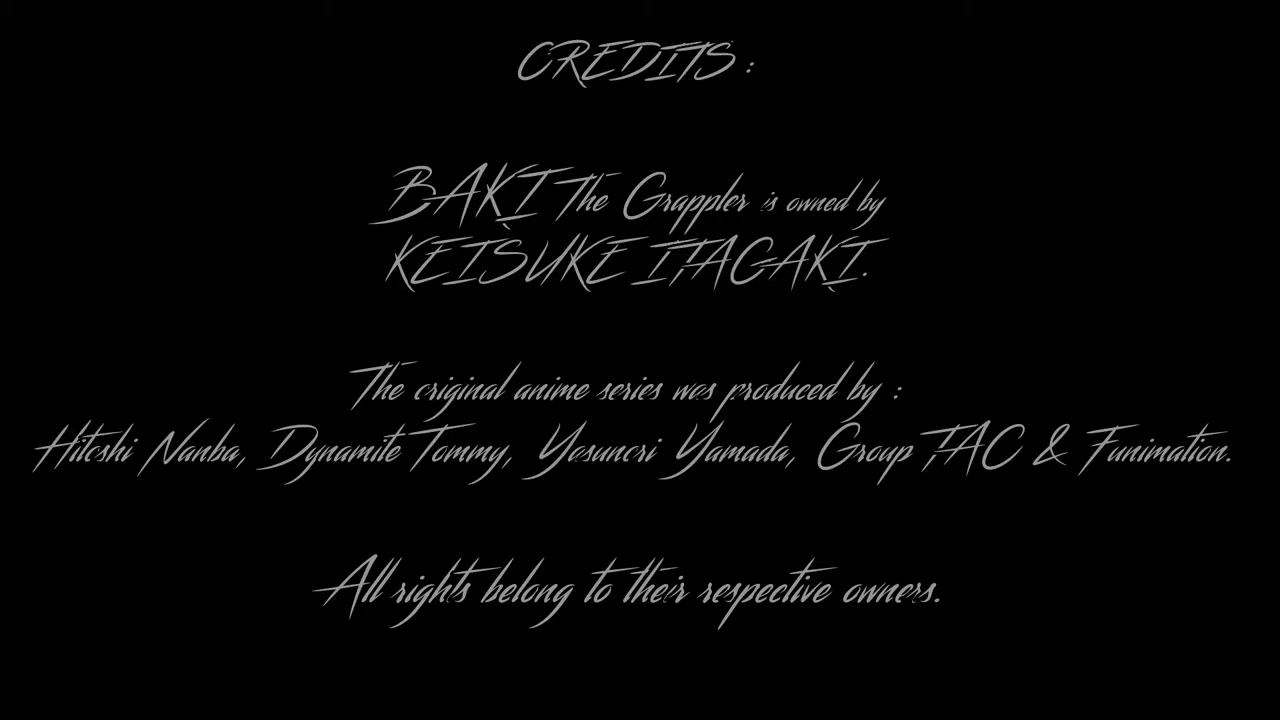 CREDITS :
BAKI The Grappler is owned by
KEISUKE ITAGAKI.
The original anime series was produced by :
Hitoshi Nanba, Dynamite Tommy, Yasunori Yamada, Group TAC & Funimation.
All rights belong to their respective owners.